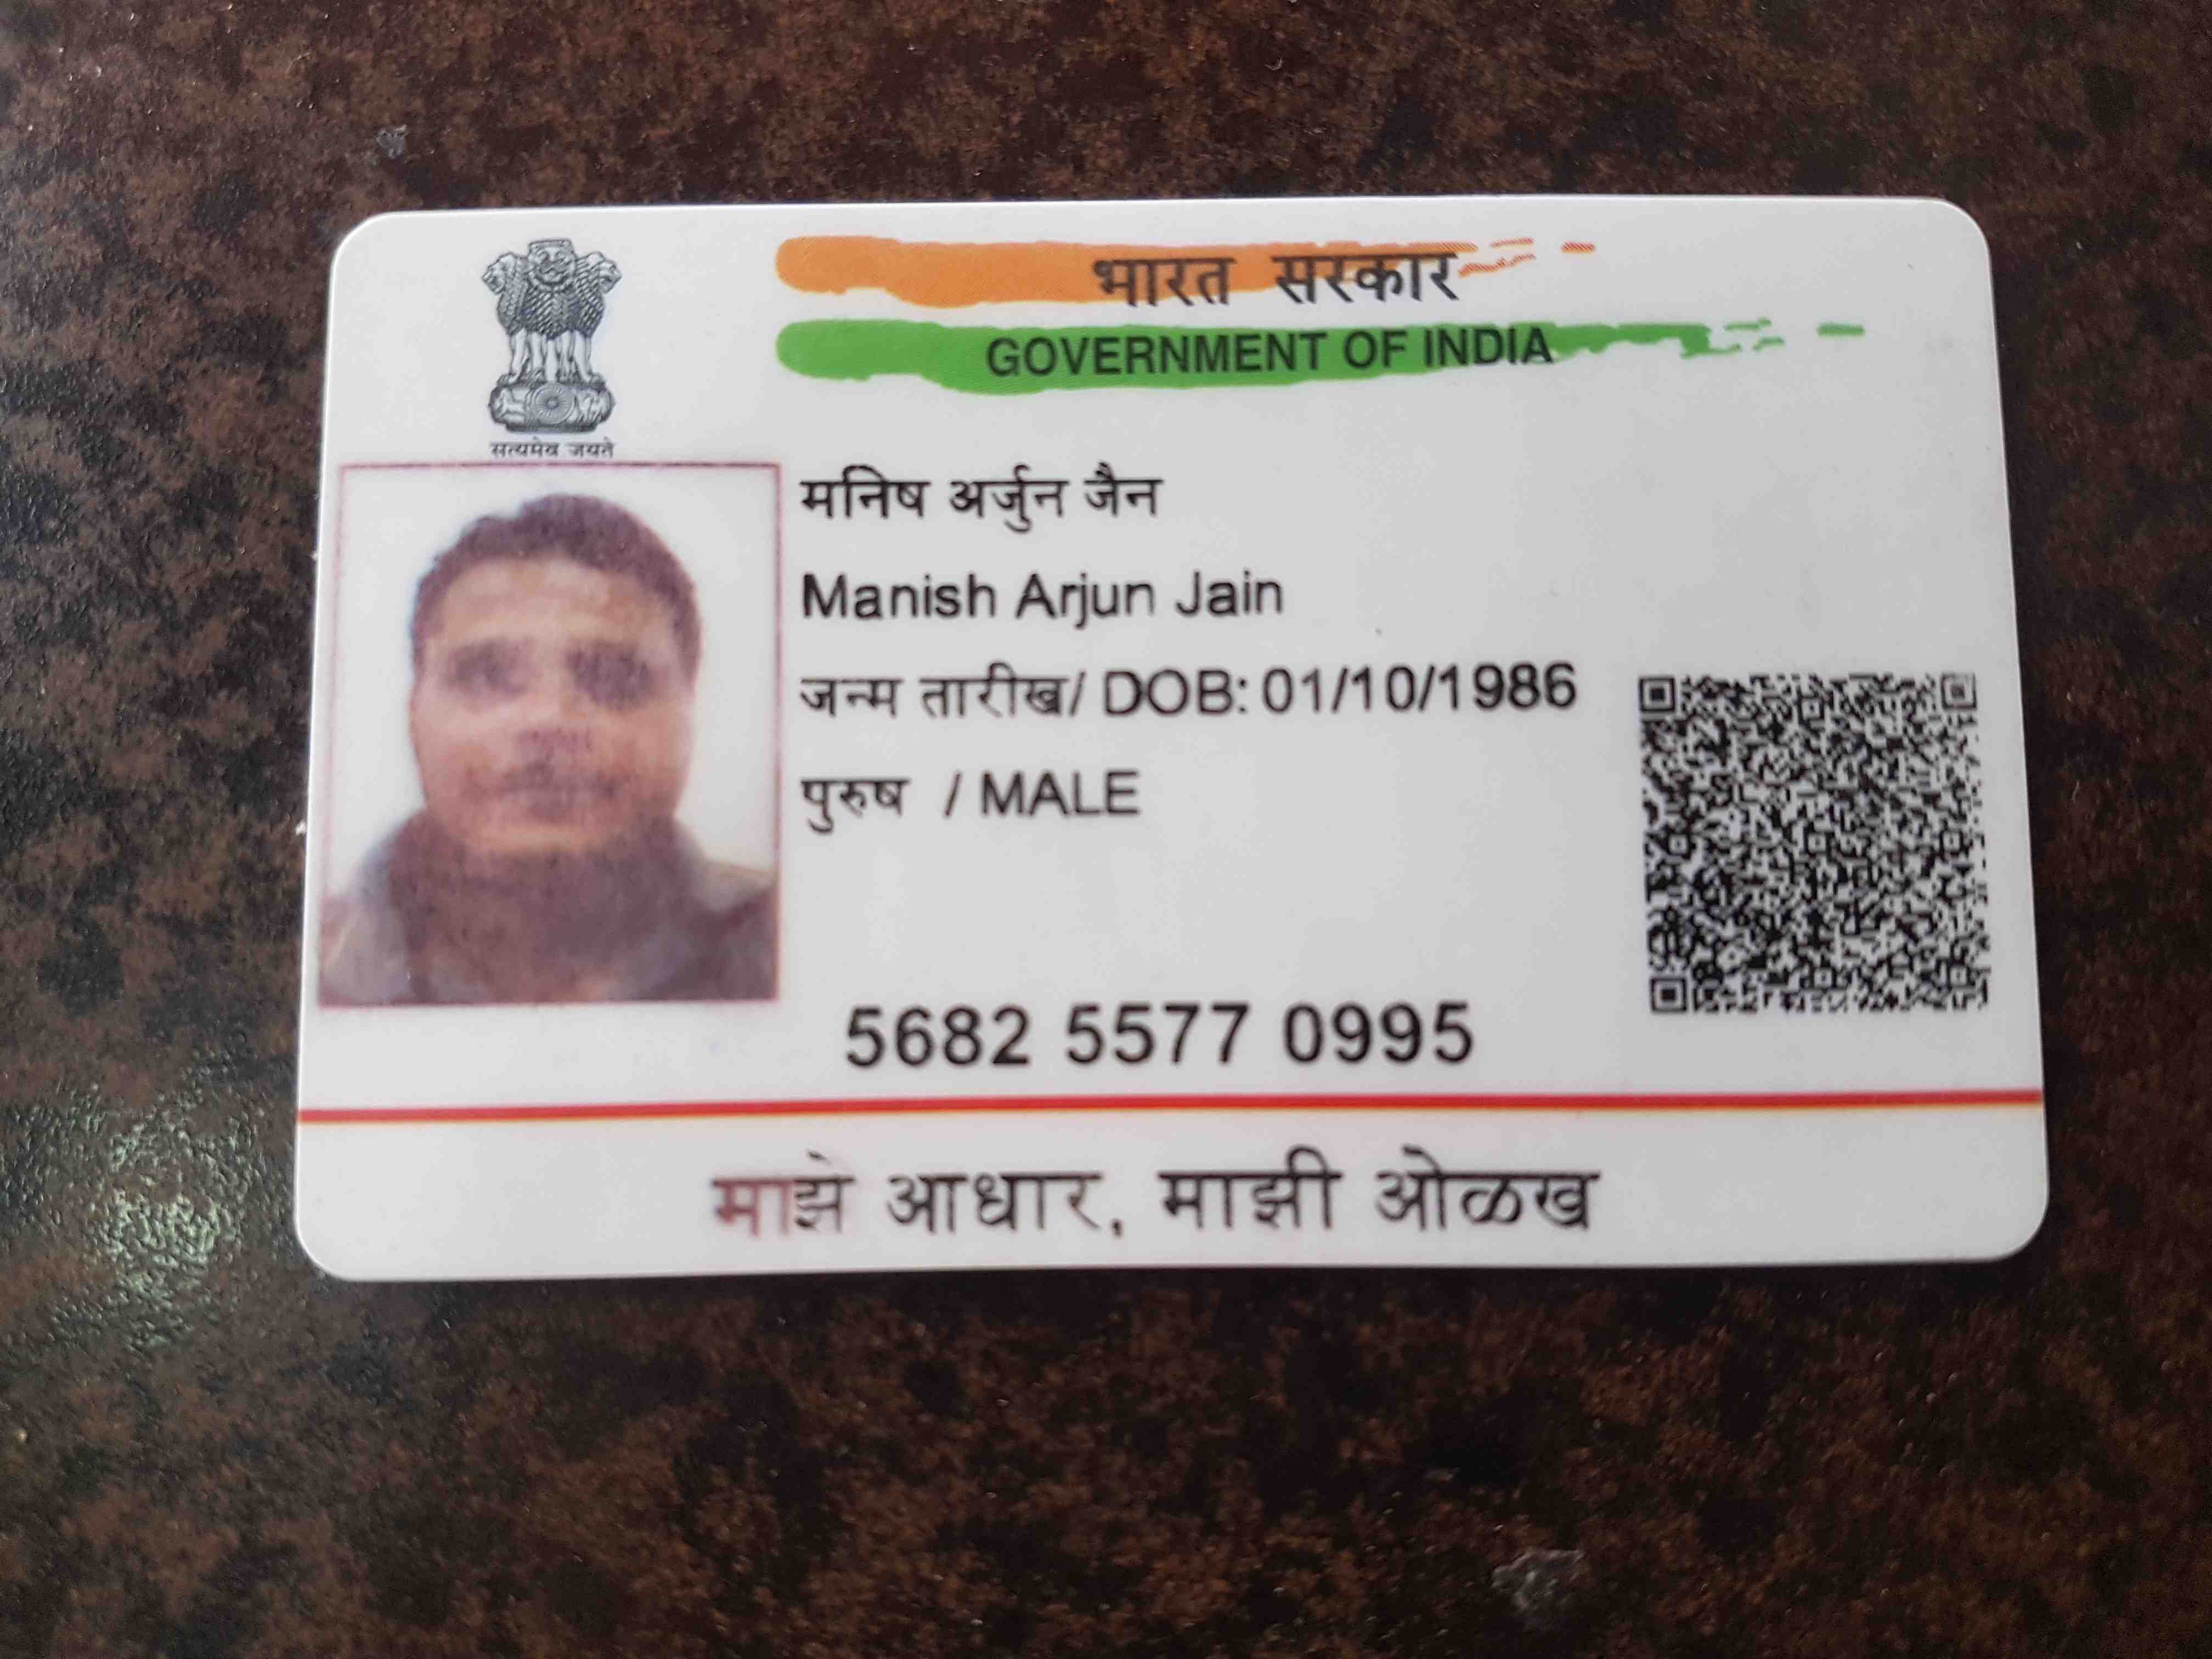 भारत सरकार
GOVERNMENT OF INDIA
सत्यमेव जयते
मनिष अर्जुन जैन
Manish Arjun Jain
जन्म तारीख/ DOB: 01/10/1986
पुरुष / MALE
5682 5577 0995
माझे आधार, माझी ओळख